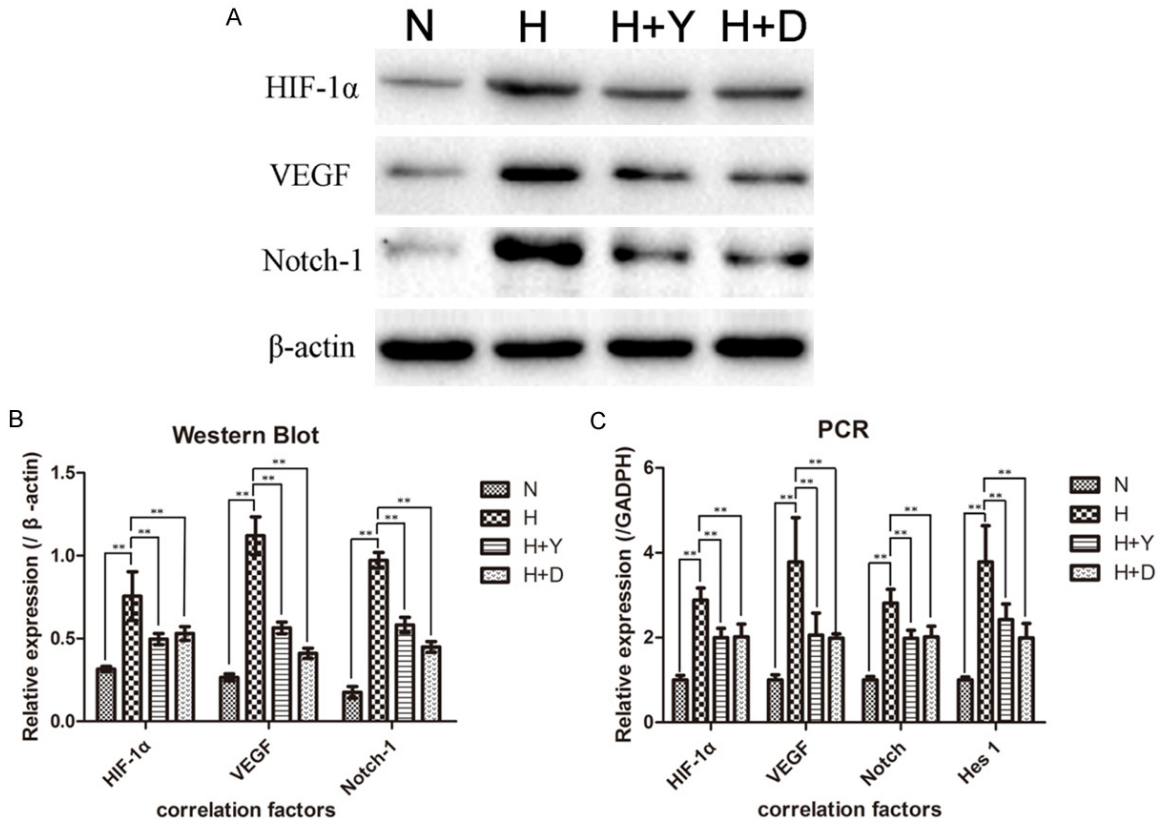 A
N H H+Y H+D
HIF-1α
VEGF
Notch-1
β-actin
B
Western Blot
Relative expression (/ β -actin)
1.5
1.0
0.5
0.0
** ** **
** ** **
** ** **
N
H
H+Y
H+D
HIF-1α VEGF Notch-1
correlation factors
C
PCR
Relative expression (/GADPH)
6
4
2
0
** ** **
** ** **
** ** **
** ** **
N
H
H+Y
H+D
HIF-1α VEGF Notch Hes 1
correlation factors